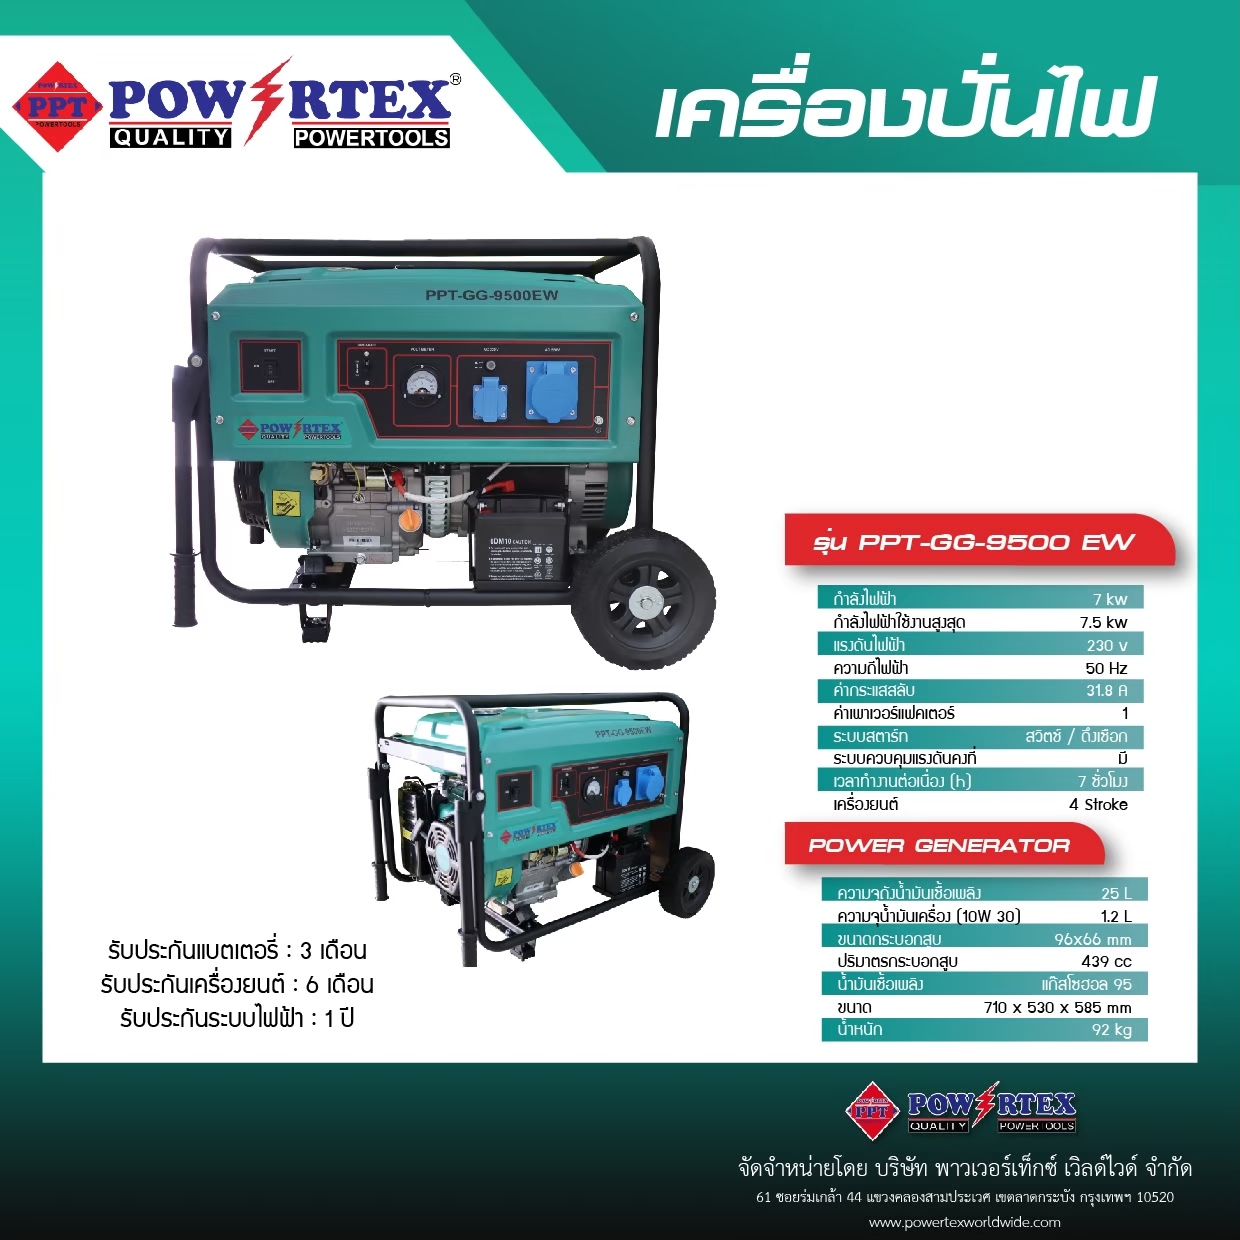 POWERTEX
PPT
POWERTOOLS
POWERTEX®
QUALITY POWERTOOLS
เครื่องปั่นไฟ
PPT-GG-9500EW
START
ON
OFF
VOLTMETER
POWERTEX
QUALITY POWERTOOLS
6DM10 CAUTION
PPT-GG-9500EW
POWERTEX
รุ่น PPT-GG-9500 EW
กำลังไฟฟ้า 7 kw
กำลังไฟฟ้าใช้งานสูงสุด 7.5 kw
แรงดันไฟฟ้า 230 v
ความถี่ไฟฟ้า 50 Hz
ค่ากระแสสลับ 31.8 A
ค่าเพาเวอร์แฟคเตอร์ 1
ระบบสตาร์ท สวิตช์ / ดึงเชือก
ระบบควบคุมแรงดันคงที่ มี
เวลาทำงานต่อเนื่อง (h) 7 ชั่วโมง
เครื่องยนต์ 4 Stroke
POWER GENERATOR
ความจุถังน้ำมันเชื้อเพลิง 25 L
ความจุน้ำมันเครื่อง (10W 30) 1.2 L
ขนาดกระบอกสูบ 96x66 mm
ปริมาตรกระบอกสูบ 439 cc
น้ำมันเชื้อเพลิง แก๊สโซฮอล 95
ขนาด 710 x 530 x 585 mm
น้ำหนัก 92 kg
รับประกันแบตเตอรี่ : 3 เดือน
รับประกันเครื่องยนต์ : 6 เดือน
รับประกันระบบไฟฟ้า : 1 ปี
PPT
POWERTEX
QUALITY POWERTOOLS
จัดจำหน่ายโดย บริษัท พาวเวอร์เท็กซ์ เวิลด์ไวด์ จำกัด
61 ซอยร่มเกล้า 44 แขวงคลองสามประเวศ เขตลาดกระบัง กรุงเทพฯ 10520
www.powertexworldwide.com